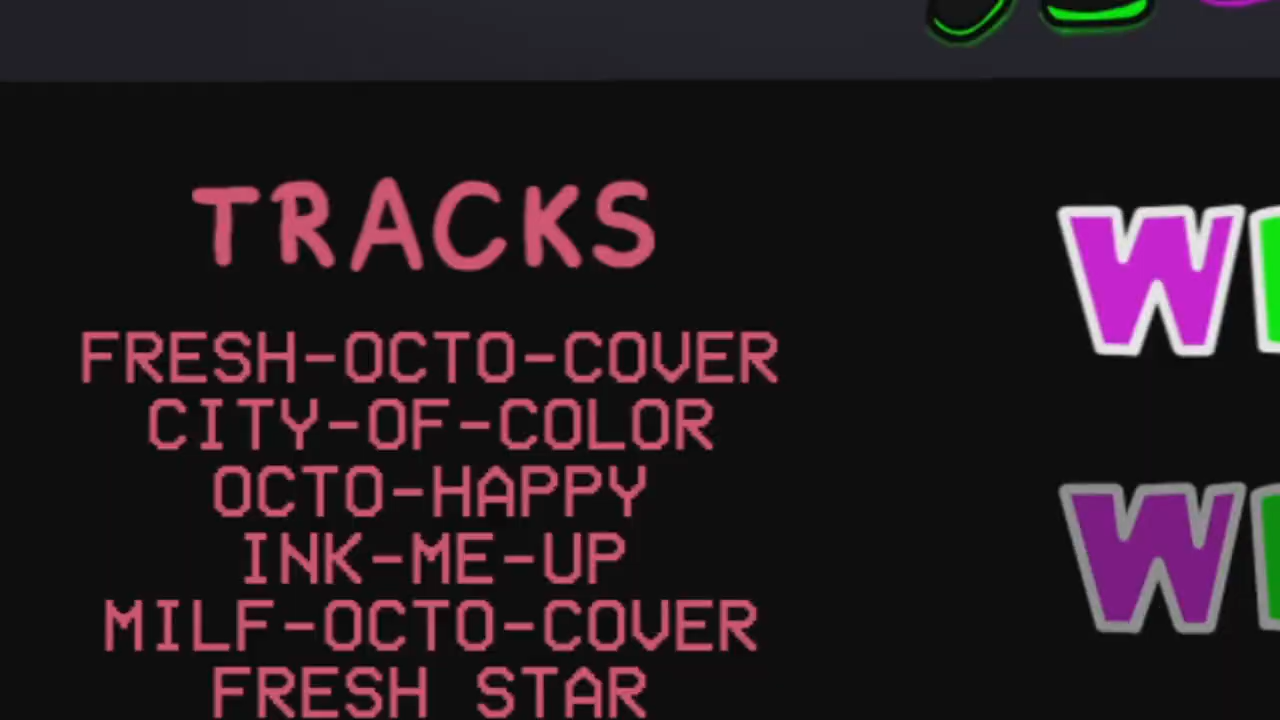 TRACKS
FRESH-OCTO-COVER
CITY-OF-COLOR
OCTO-HAPPY
INK-ME-UP
MILF-OCTO-COVER
FRESH STAR
W
W